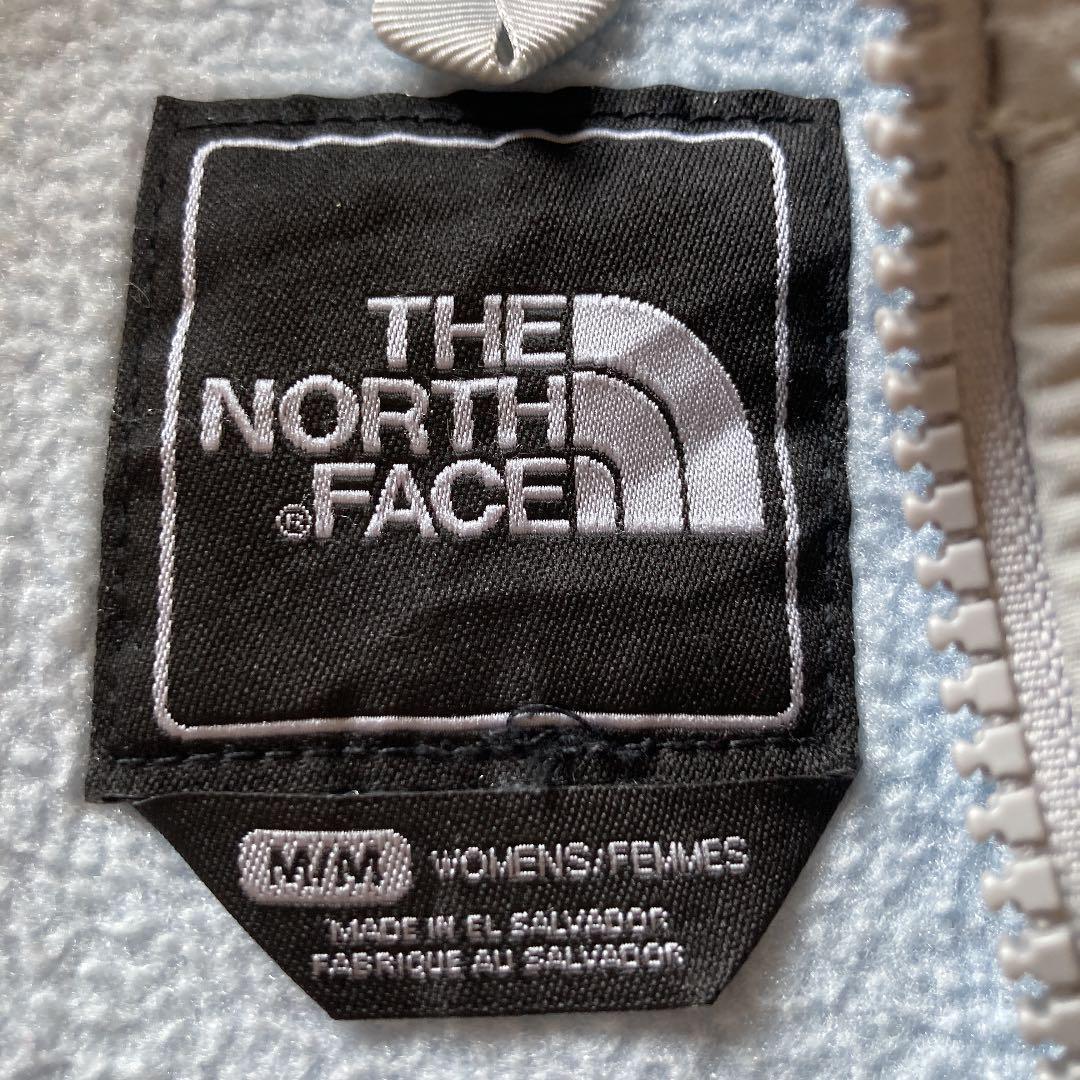 THE
NORTH
®FACE
M/M WOMENS/FEMMES
MADE IN EL SALVADOR
FABRIQUE AU SALVADOR